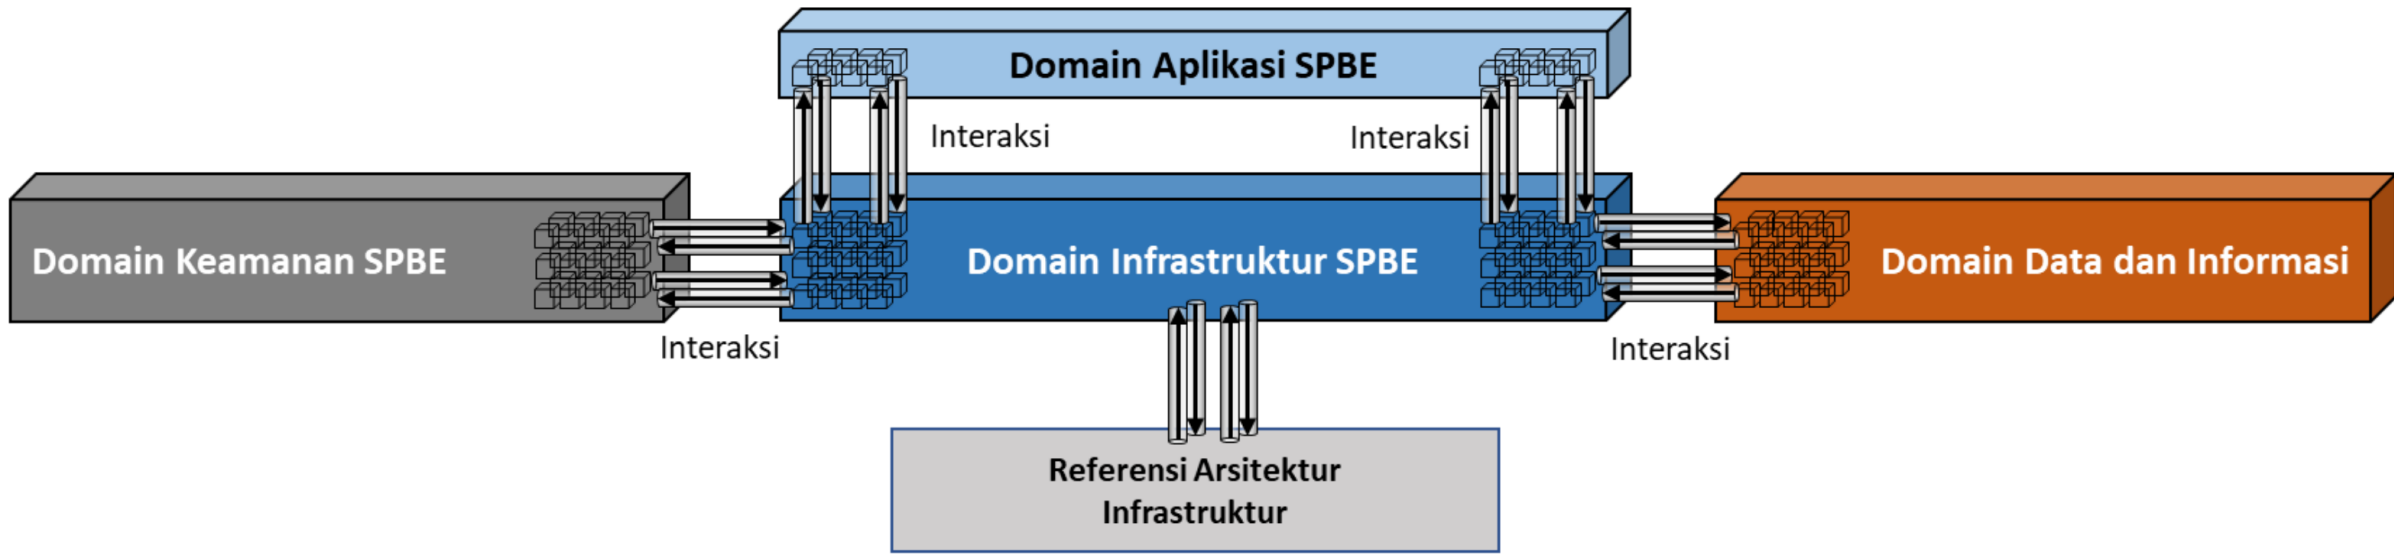 Domain Aplikasi SPBE
Interaksi
Interaksi
Domain Keamanan SPBE
Domain Infrastruktur SPBE
Domain Data dan Informasi
Interaksi
Interaksi
Referensi Arsitektur
Infrastruktur